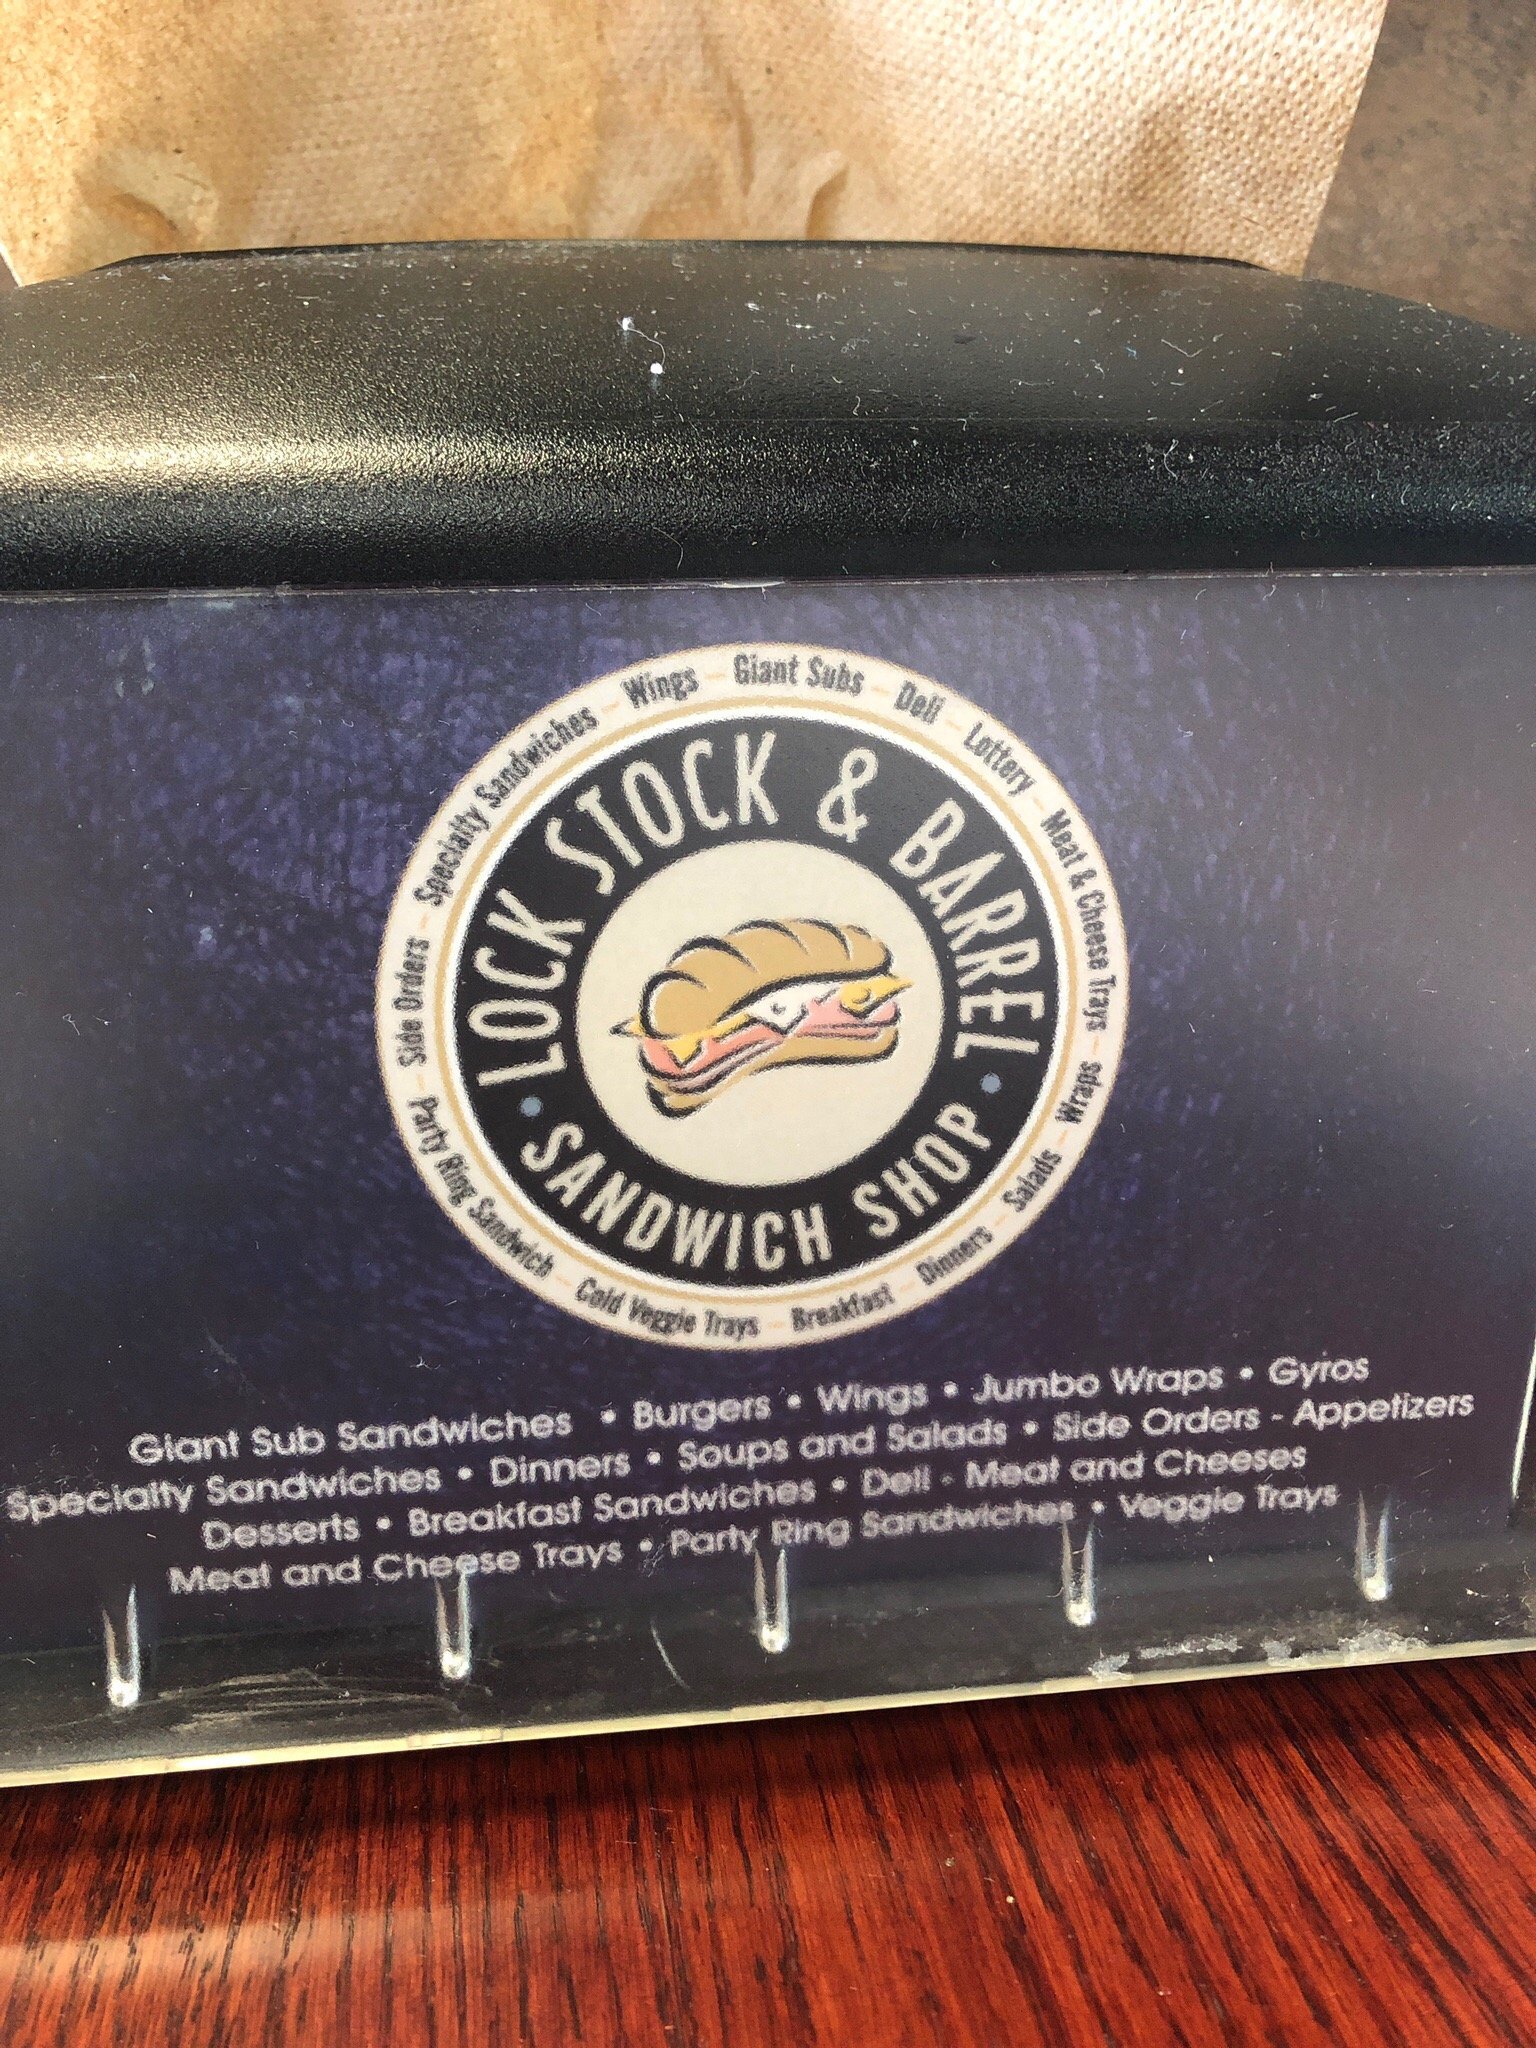 Wings – Giant Subs – Deli – Lottery – Meat & Cheese Trays – Wraps – Salads – Dinners – Breakfast – Cold Veggie Trays – Party Ring Sandwich – Side Orders – Specialty Sandwiches –
LOCK STOCK & BARREL
• SANDWICH SHOP •
Giant Sub Sandwiches • Burgers • Wings • Jumbo Wraps • Gyros
Specialty Sandwiches • Dinners • Soups and Salads • Side Orders - Appetizers
Desserts • Breakfast Sandwiches • Deli - Meat and Cheeses
Meat and Cheese Trays • Party Ring Sandwiches • Veggie Trays